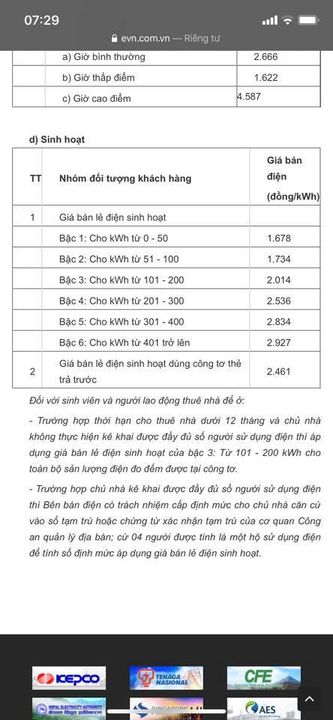 07:29
evn.com.vn — Riêng tư
a) Giờ bình thường 2.666
b) Giờ thấp điểm 1.622
c) Giờ cao điểm 4.587
d) Sinh hoạt
TT Nhóm đối tượng khách hàng Giá bán
điện
(đồng/kWh)
1 Giá bán lẻ điện sinh hoạt
Bậc 1: Cho kWh từ 0 - 50 1.678
Bậc 2: Cho kWh từ 51 - 100 1.734
Bậc 3: Cho kWh từ 101 - 200 2.014
Bậc 4: Cho kWh từ 201 - 300 2.536
Bậc 5: Cho kWh từ 301 - 400 2.834
Bậc 6: Cho kWh từ 401 trở lên 2.927
2 Giá bán lẻ điện sinh hoạt dùng công tơ thẻ
trả trước 2.461
Đối với sinh viên và người lao động thuê nhà để ở:
- Trường hợp thời hạn cho thuê nhà dưới 12 tháng và chủ nhà
không thực hiện kê khai được đầy đủ số người sử dụng điện thì áp
dụng giá bán lẻ điện sinh hoạt của bậc 3: Từ 101 - 200 kWh cho
toàn bộ sản lượng điện đo đếm được tại công tơ.
- Trường hợp chủ nhà kê khai được đầy đủ số người sử dụng điện
thì Bên bán điện có trách nhiệm cấp định mức cho chủ nhà căn cứ
vào sổ tạm trú hoặc chứng từ xác nhận tạm trú của cơ quan Công
an quản lý địa bàn; cứ 04 người được tính là một hộ sử dụng điện
để tính số định mức áp dụng giá bán lẻ điện sinh hoạt.
KEPCO
TENAGA
NASIONAL
CFE
NEPAL ELECTRICITY AUTHORITY
AES